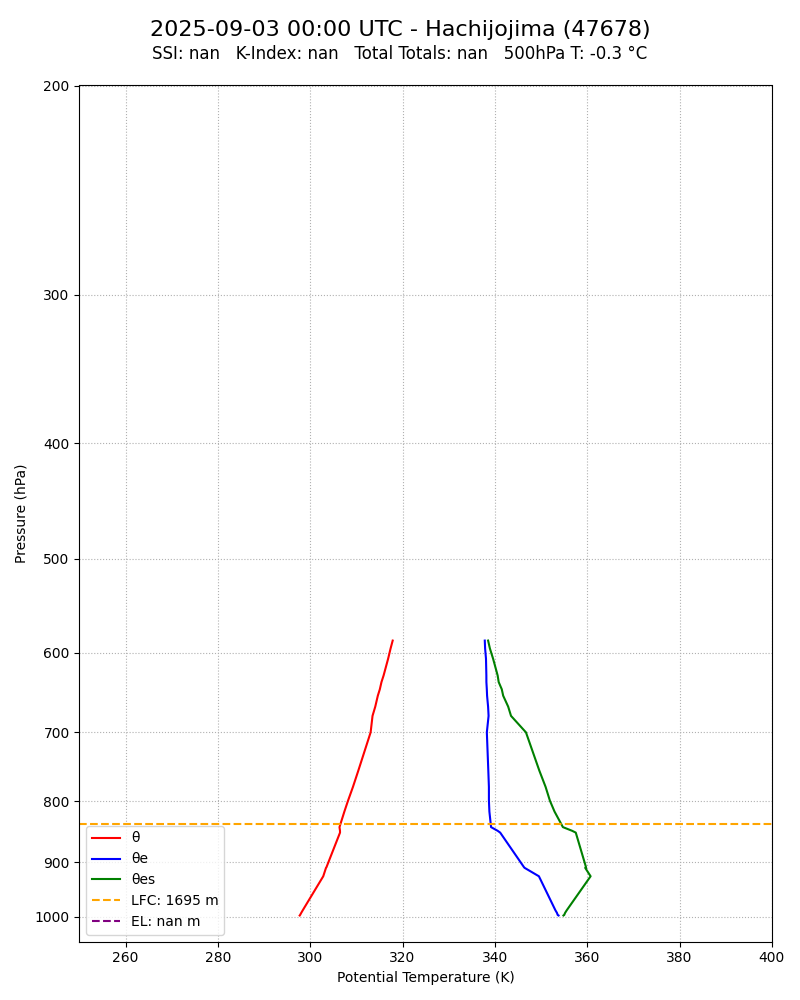 2025-09-03 00:00 UTC - Hachijojima (47678)
SSI: nan   K-Index: nan   Total Totals: nan   500hPa T: -0.3 °C
200
300
400
500
600
700
800
900
1000
Pressure (hPa)
θ
θe
θes
LFC: 1695 m
EL: nan m
260 280 300 320 340 360 380 400
Potential Temperature (K)